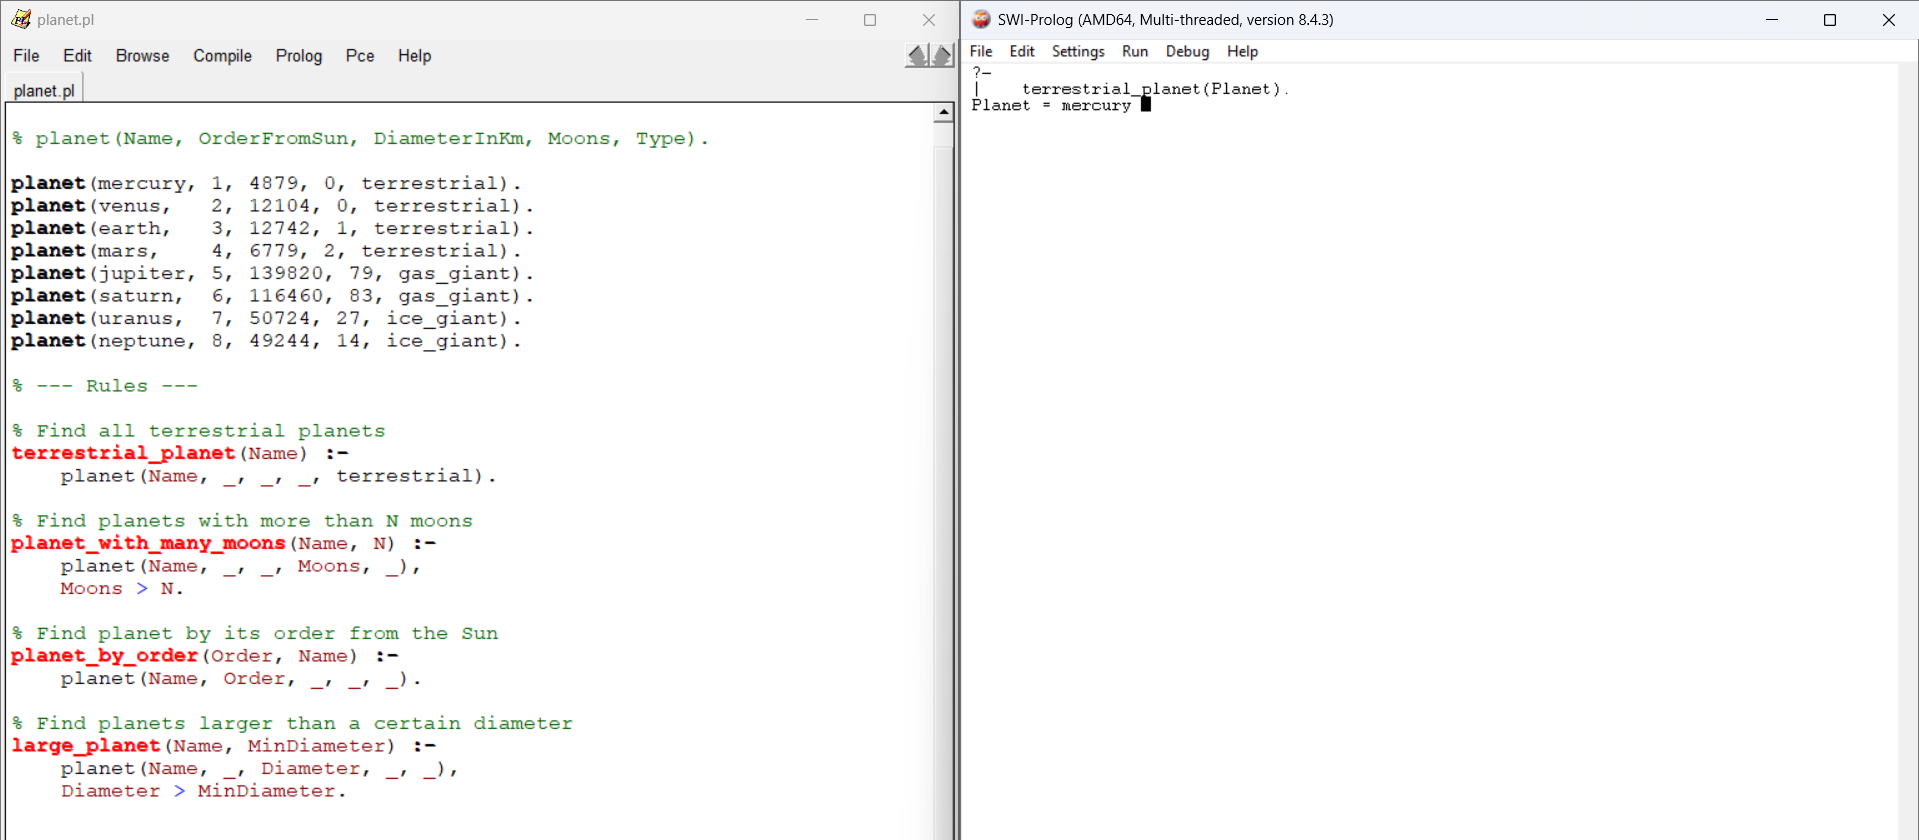 planet.pl
File Edit Browse Compile Prolog Pce Help
planet.pl
% planet(Name, OrderFromSun, DiameterInKm, Moons, Type).
planet(mercury, 1, 4879, 0, terrestrial).
planet(venus,   2, 12104, 0, terrestrial).
planet(earth,   3, 12742, 1, terrestrial).
planet(mars,    4, 6779, 2, terrestrial).
planet(jupiter, 5, 139820, 79, gas_giant).
planet(saturn,  6, 116460, 83, gas_giant).
planet(uranus,  7, 50724, 27, ice_giant).
planet(neptune, 8, 49244, 14, ice_giant).
% --- Rules ---
% Find all terrestrial planets
terrestrial_planet(Name) :-
    planet(Name, _, _, _, terrestrial).
% Find planets with more than N moons
planet_with_many_moons(Name, N) :-
    planet(Name, _, _, Moons, _),
    Moons > N.
% Find planet by its order from the Sun
planet_by_order(Order, Name) :-
    planet(Name, Order, _, _, _).
% Find planets larger than a certain diameter
large_planet(Name, MinDiameter) :-
    planet(Name, _, Diameter, _, _),
    Diameter > MinDiameter.
SWI-Prolog (AMD64, Multi-threaded, version 8.4.3)
File Edit Settings Run Debug Help
?-
|    terrestrial_planet(Planet).
Planet = mercury